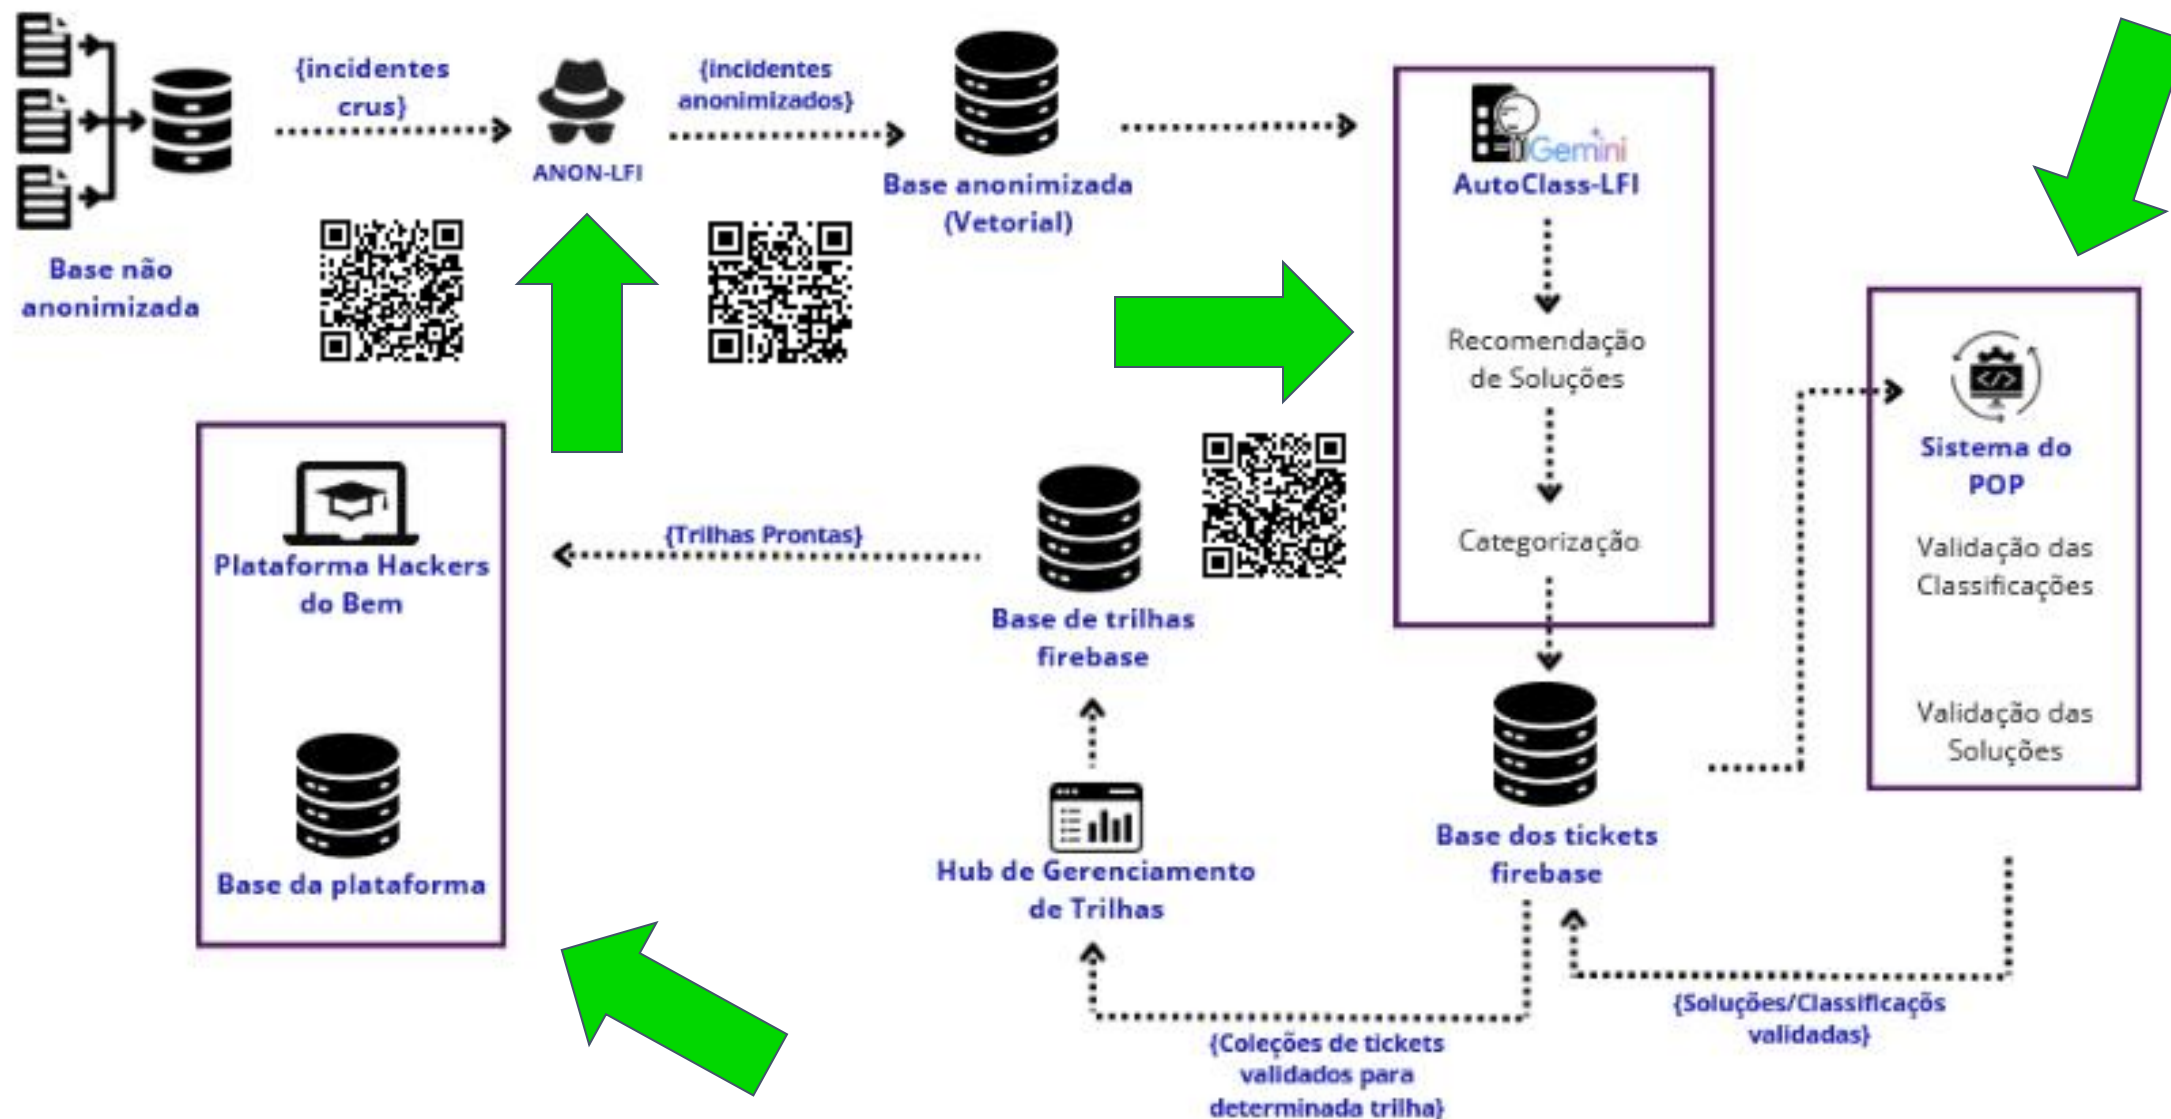 {incidentes
crus}
ANON-LFI
{incidentes
anonimizados}
Base não
anonimizada
Base anonimizada
(Vetorial)
Gemini
AutoClass-LFI
Recomendação
de Soluções
Categorização
Sistema do
POP
Validação das
Classificações
Validação das
Soluções
Plataforma Hackers
do Bem
Base da plataforma
{Trilhas Prontas}
Base de trilhas
firebase
Hub de Gerenciamento
de Trilhas
Base dos tickets
firebase
{Coleções de tickets
validados para
determinada trilha}
{Soluções/Classificaçõs
validadas}